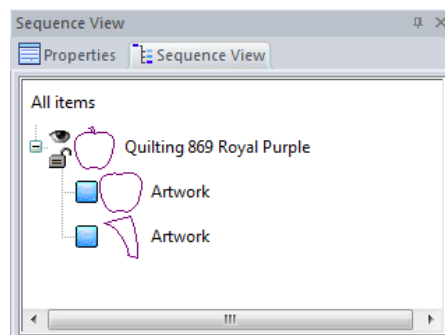 Sequence View
Properties Sequence View
All items
Quilting 869 Royal Purple
Artwork
Artwork